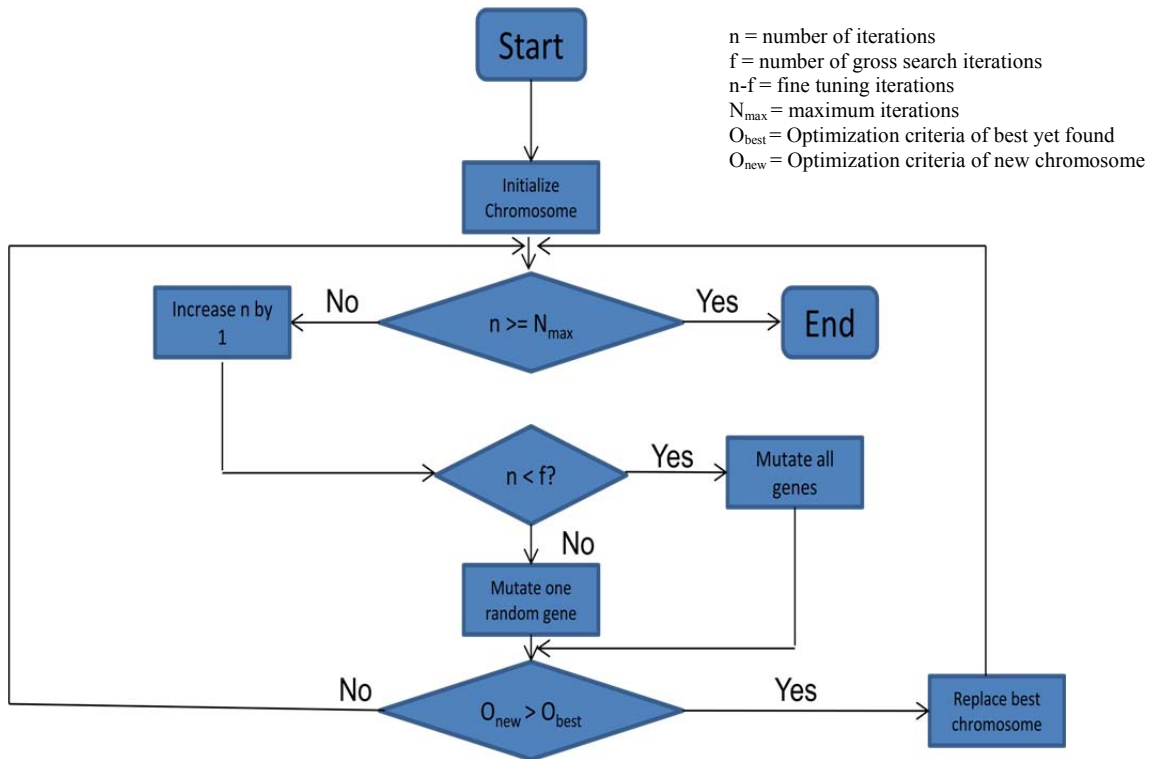 Start
n = number of iterations
f = number of gross search iterations
n-f = fine tuning iterations
Nmax = maximum iterations
Obest = Optimization criteria of best yet found
Onew = Optimization criteria of new chromosome
Initialize
Chromosome
Increase n by
1
No
n >= Nmax
Yes
End
n < f?
Yes
Mutate all
genes
No
Mutate one
random gene
No
Onew > Obest
Yes
Replace best
chromosome